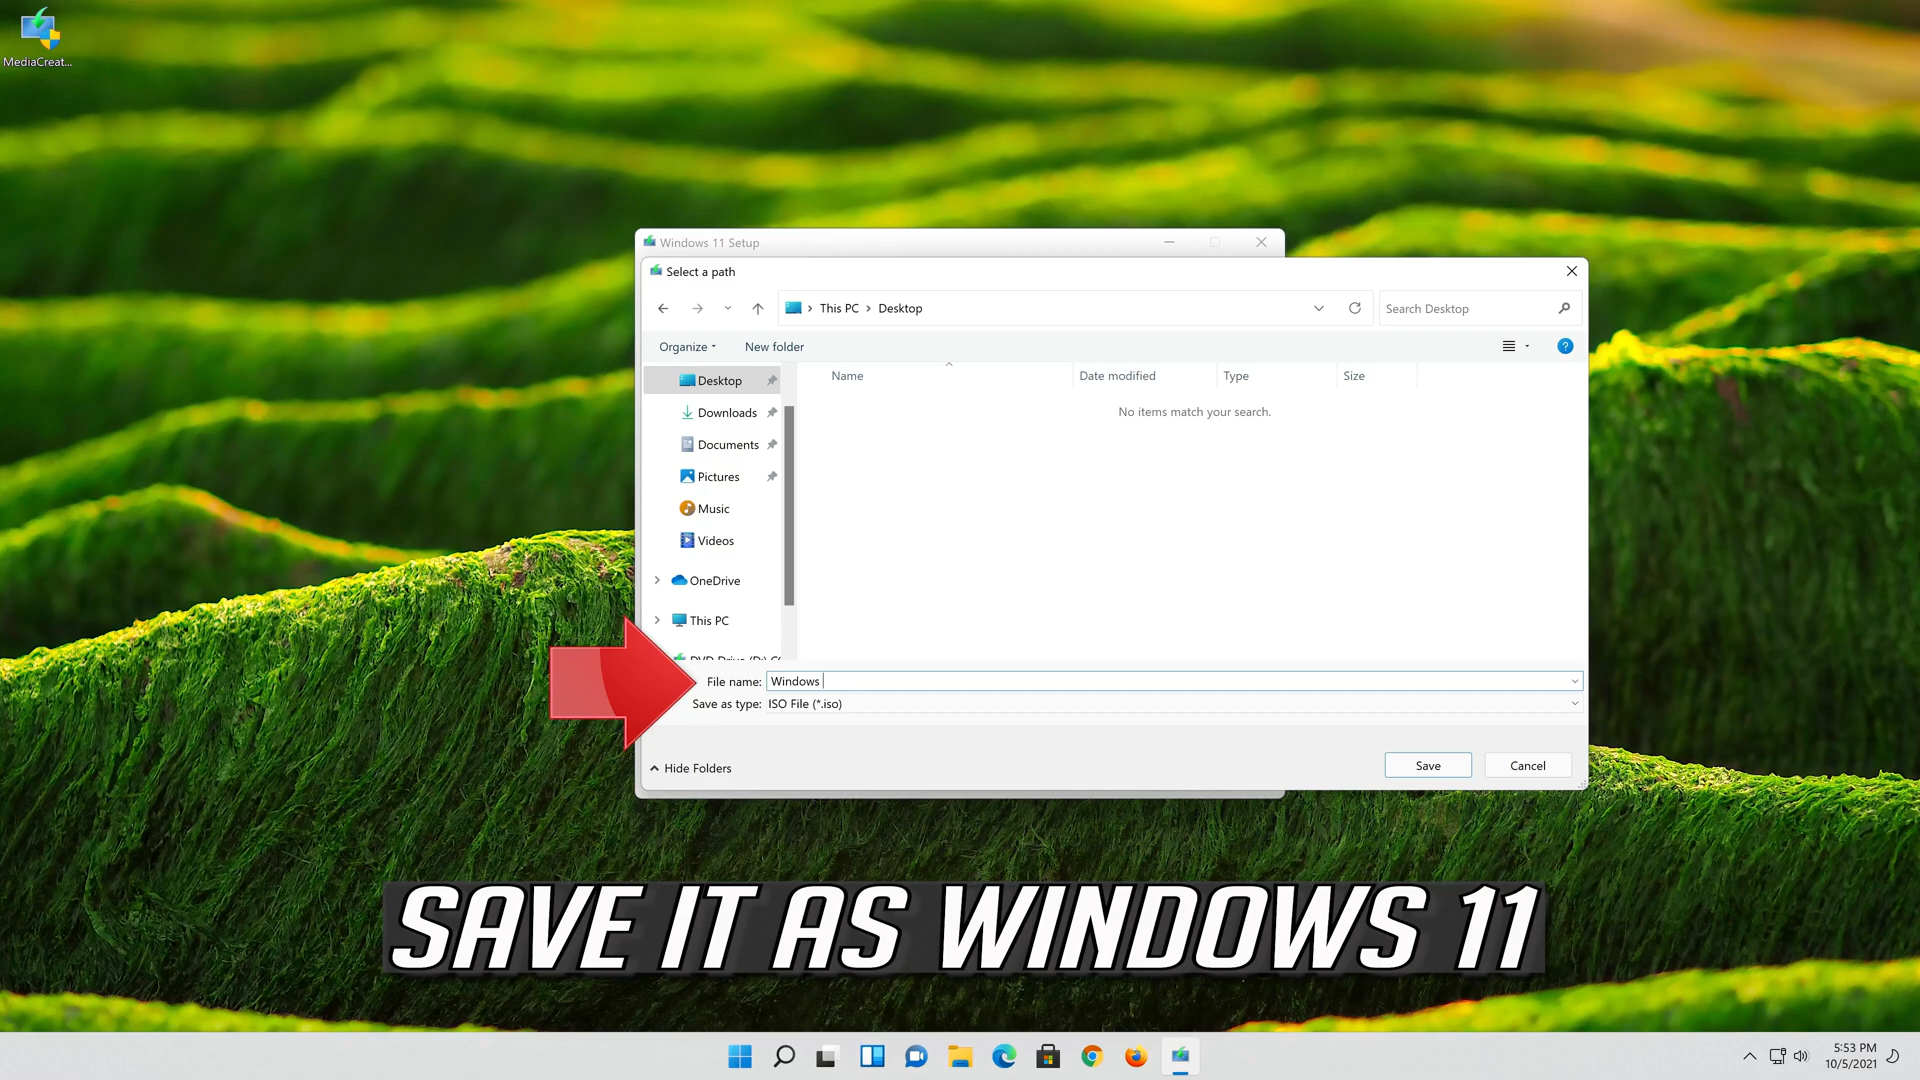 MediaCreat...
Windows 11 Setup
Select a path
This PC
Desktop
Search Desktop
Organize
New folder
Name
Date modified
Type
Size
No items match your search.
Desktop
Downloads
Documents
Pictures
Music
Videos
OneDrive
This PC
DVD Drive (D:)
File name: Windows
Save as type: ISO File (*.iso)
Hide Folders
Save
Cancel
SAVE IT AS WINDOWS 11
5:53 PM
10/5/2021